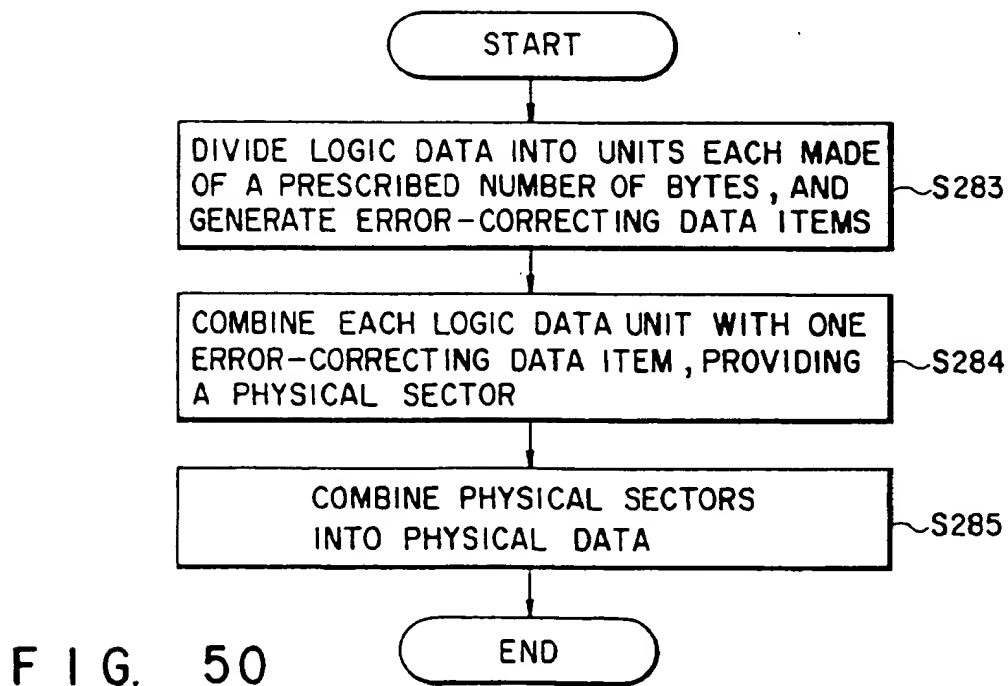 START
DIVIDE LOGIC DATA INTO UNITS EACH MADE
OF A PRESCRIBED NUMBER OF BYTES, AND
GENERATE ERROR-CORRECTING DATA ITEMS
S283
COMBINE EACH LOGIC DATA UNIT WITH ONE
ERROR-CORRECTING DATA ITEM, PROVIDING
A PHYSICAL SECTOR
S284
COMBINE PHYSICAL SECTORS
INTO PHYSICAL DATA
S285
END
FIG. 50